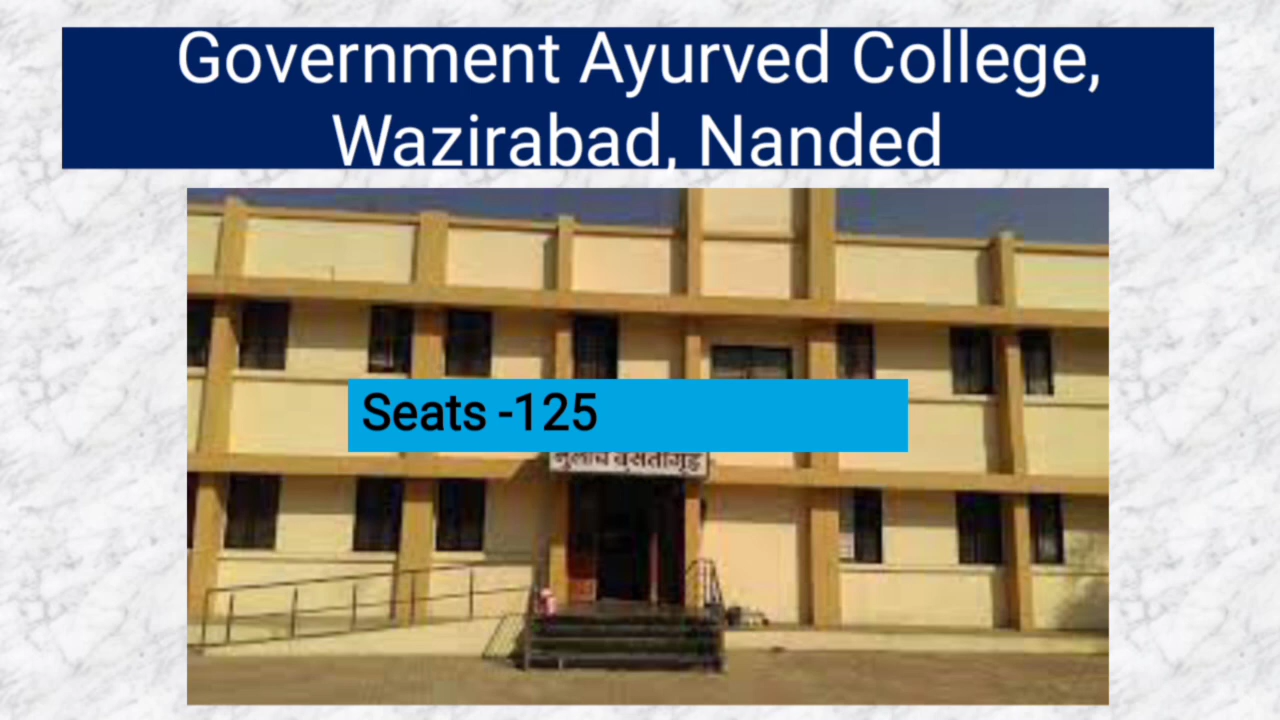 Government Ayurved College,
Wazirabad, Nanded
Seats -125
वसतीगृह